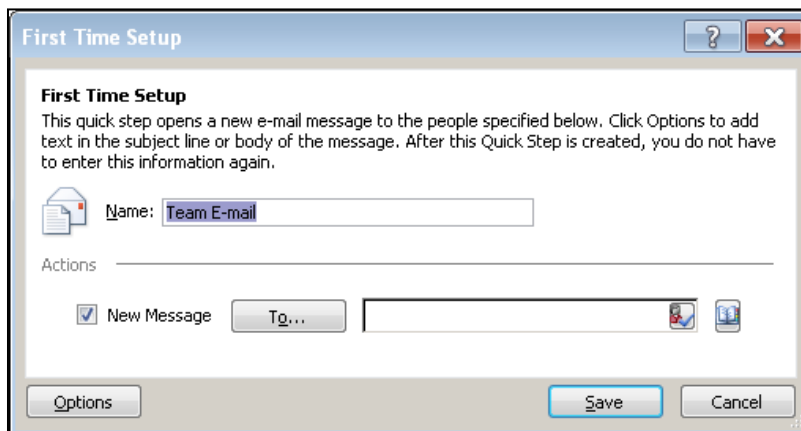 First Time Setup
First Time Setup
This quick step opens a new e-mail message to the people specified below. Click Options to add
text in the subject line or body of the message. After this Quick Step is created, you do not have
to enter this information again.
Name: Team E-mail
Actions
New Message To...
Options Save Cancel